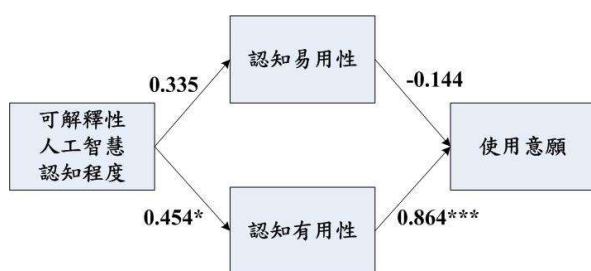 認知易用性
0.335
-0.144
可解釋性
人工智慧
認知程度
使用意願
0.454*
認知有用性
0.864***